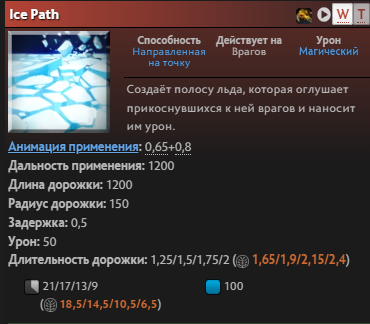 Ice Path W T
Способность Действует на Урон
Направленная на точку Врагов Магический
Создаёт полосу льда, которая оглушает
прикоснувшихся к ней врагов и наносит
им урон.
Анимация применения: 0,65+0,8
Дальность применения: 1200
Длина дорожки: 1200
Радиус дорожки: 150
Задержка: 0,5
Урон: 50
Длительность дорожки: 1,25/1,5/1,75/2 (1,65/1,9/2,15/2,4)
21/17/13/9 100
(18,5/14,5/10,5/6,5)